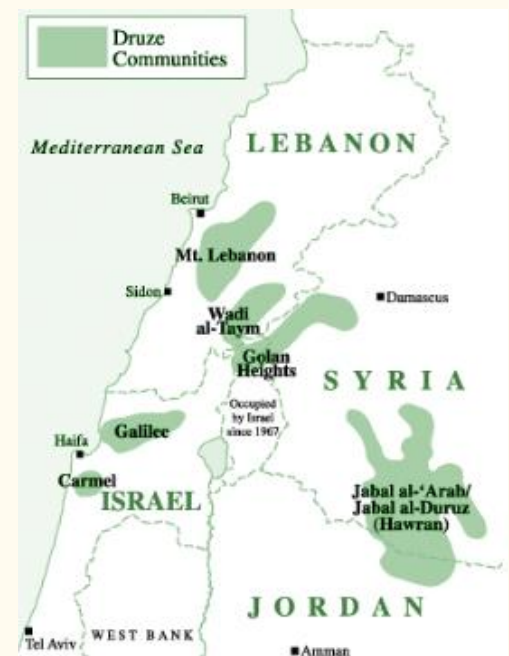 Druze
Communities
Mediterranean Sea
LEBANON
Beirut
Mt. Lebanon
Sidon
Damascus
Wadi
al-Taym
Golan
Heights
SYRIA
Occupied
by Israel
since 1967
Galilee
Haifa
Carmel
ISRAEL
Jabal al-‘Arab/
Jabal al-Duruz
(Hawran)
JORDAN
Tel Aviv
WEST BANK
Amman